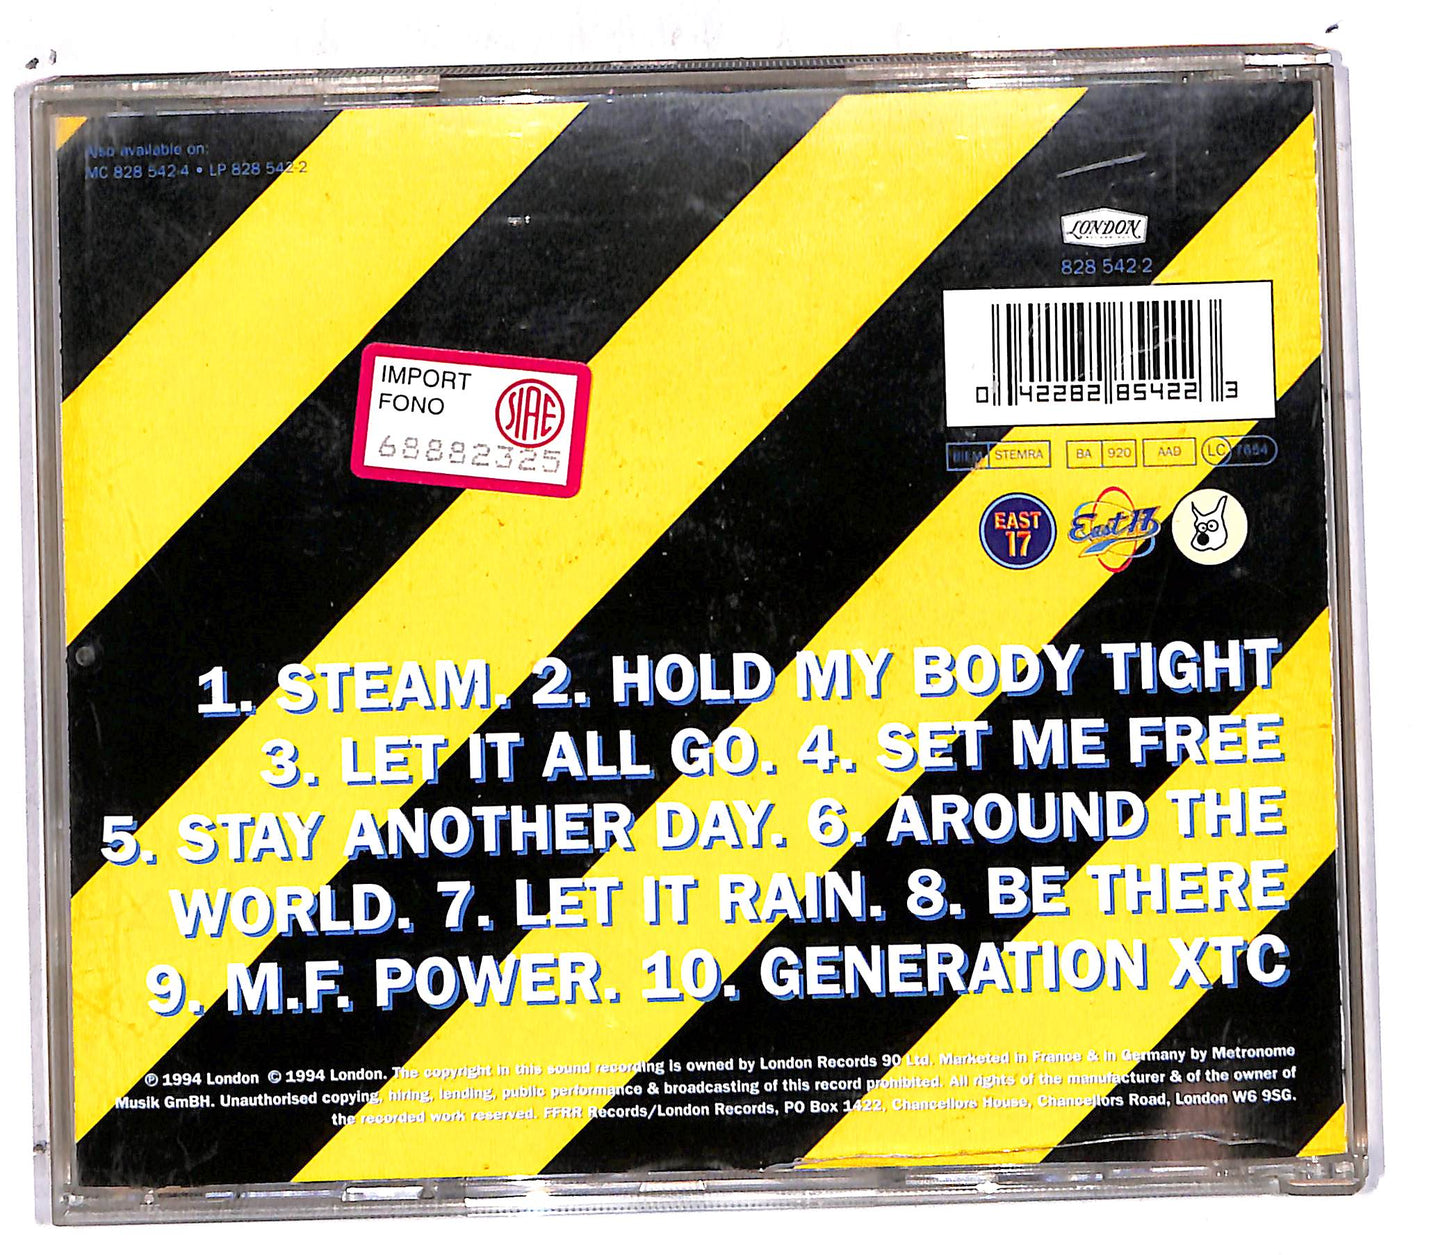 Also available on:
MC 828 542-4 • LP 828 542-2
LONDON
828 542-2
0 42282 85422 3
BIEM STEMRA BA 920 AAD LC 7654
IMPORT
FONO
SIAE
68882325
EAST
17
East 17
1. STEAM. 2. HOLD MY BODY TIGHT
3. LET IT ALL GO. 4. SET ME FREE
5. STAY ANOTHER DAY. 6. AROUND THE
WORLD. 7. LET IT RAIN. 8. BE THERE
9. M.F. POWER. 10. GENERATION XTC
℗ 1994 London © 1994 London. The copyright in this sound recording is owned by London Records 90 Ltd. Marketed in France & in Germany by Metronome
Musik GmBH. Unauthorised copying, hiring, lending, public performance & broadcasting of this record prohibited. All rights of the manufacturer & of the owner of
the recorded work reserved. FFRR Records/London Records, PO Box 1422, Chancellors House, Chancellors Road, London W6 9SG.